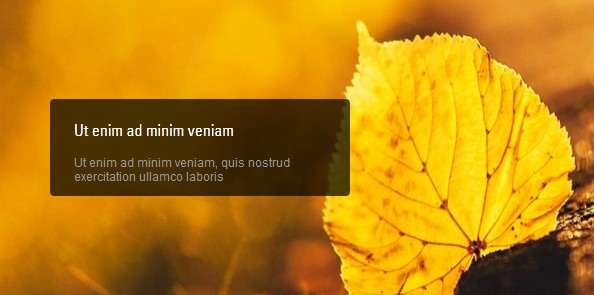 Ut enim ad minim veniam
Ut enim ad minim veniam, quis nostrud
exercitation ullamco laboris